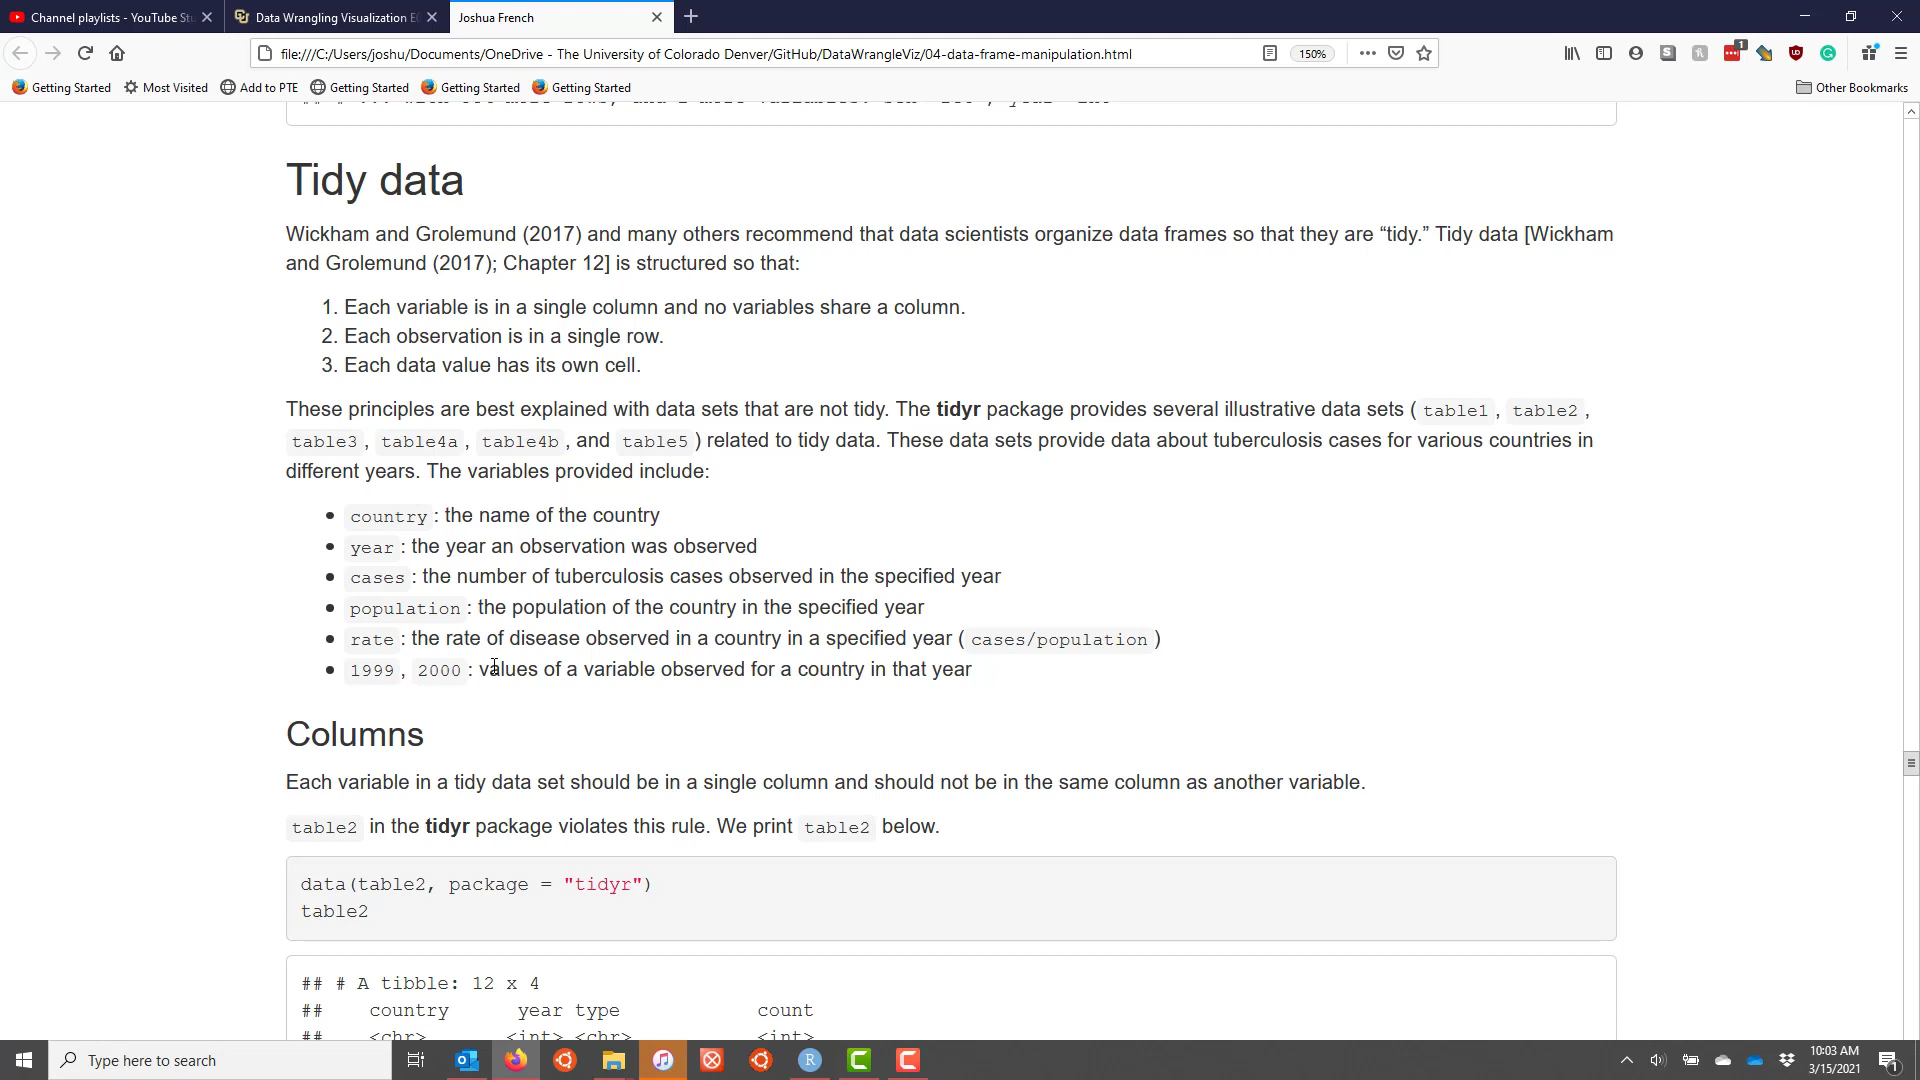 Channel playlists - YouTube Stu
Data Wrangling Visualization EC
Joshua French
file:///C:/Users/joshu/Documents/OneDrive - The University of Colorado Denver/GitHub/DataWrangleViz/04-data-frame-manipulation.html
150%
1
Getting Started
Most Visited
Add to PTE
Getting Started
Getting Started
Getting Started
Other Bookmarks
Tidy data
Wickham and Grolemund (2017) and many others recommend that data scientists organize data frames so that they are “tidy.” Tidy data [Wickham
and Grolemund (2017); Chapter 12] is structured so that:
1. Each variable is in a single column and no variables share a column.
2. Each observation is in a single row.
3. Each data value has its own cell.
These principles are best explained with data sets that are not tidy. The tidyr package provides several illustrative data sets ( table1 , table2 ,
table3 , table4a , table4b , and table5 ) related to tidy data. These data sets provide data about tuberculosis cases for various countries in
different years. The variables provided include:
• country : the name of the country
• year : the year an observation was observed
• cases : the number of tuberculosis cases observed in the specified year
• population : the population of the country in the specified year
• rate : the rate of disease observed in a country in a specified year ( cases/population )
• 1999 , 2000 : values of a variable observed for a country in that year
Columns
Each variable in a tidy data set should be in a single column and should not be in the same column as another variable.
table2 in the tidyr package violates this rule. We print table2 below.
data(table2, package = "tidyr")
table2
## # A tibble: 12 x 4
## country year type count
## <chr> <int> <chr> <int>
Type here to search
10:03 AM
3/15/2021
1